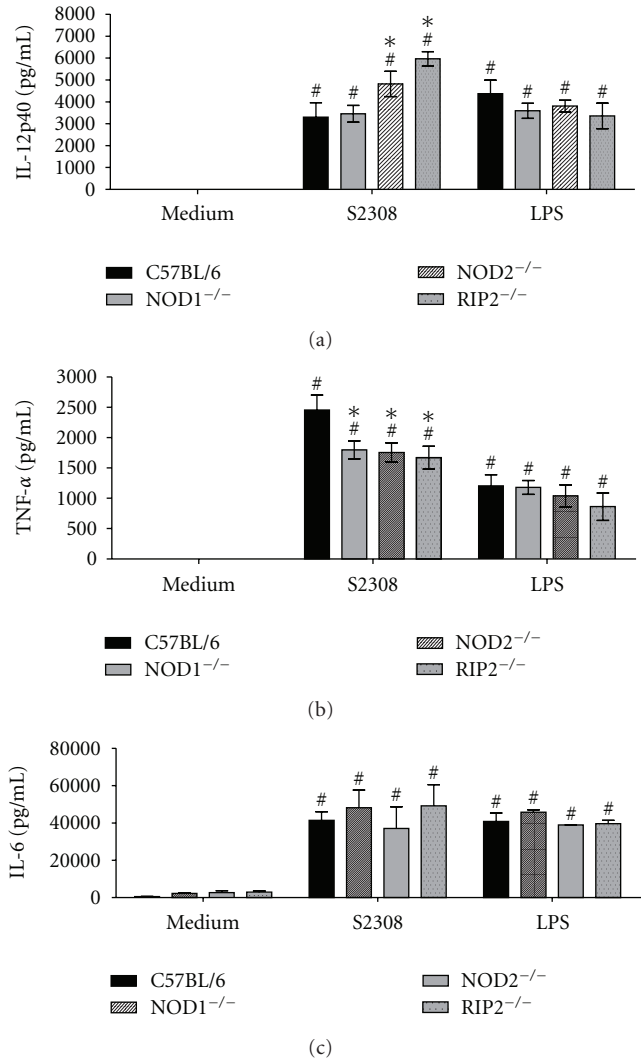 8000
7000
6000
5000
4000
3000
2000
1000
0
IL-12p40 (pg/mL)
# # * # * # # # # #
Medium S2308 LPS
C57BL/6 NOD2−/−
NOD1−/− RIP2−/−
(a)
3000
2500
2000
1500
1000
500
0
TNF-α (pg/mL)
# * # * # * # # # # #
Medium S2308 LPS
C57BL/6 NOD2−/−
NOD1−/− RIP2−/−
(b)
80000
60000
40000
20000
0
IL-6 (pg/mL)
# # # # # # # #
Medium S2308 LPS
C57BL/6 NOD2−/−
NOD1−/− RIP2−/−
(c)